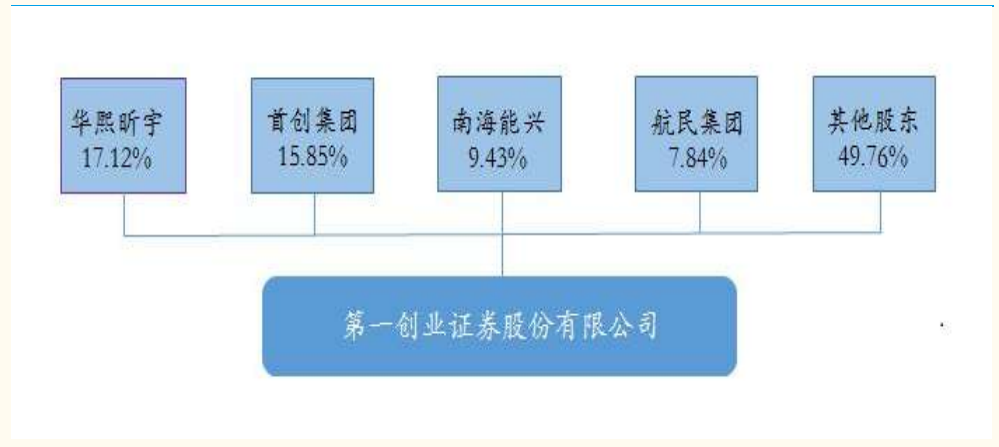 华熙昕宇
17.12%
首创集团
15.85%
南海能兴
9.43%
航民集团
7.84%
其他股东
49.76%
第一创业证券股份有限公司